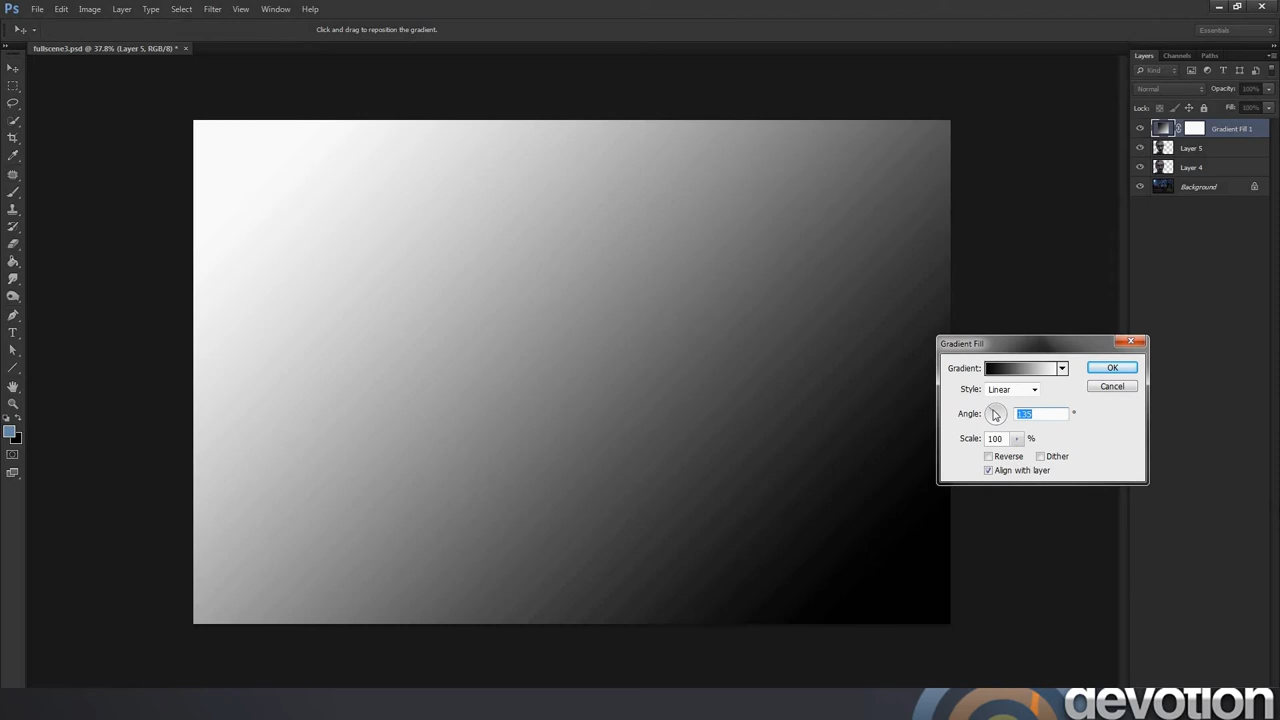 Ps File Edit Image Layer Type Select Filter View Window Help
Click and drag to reposition the gradient.
Essentials
fullscene3.psd @ 37.8% (Layer 5, RGB/8) * ×
Layers Channels Paths
Kind
Normal Opacity: 100%
Lock: Fill: 100%
Gradient Fill 1
Layer 5
Layer 4
Background
Gradient Fill
Gradient: OK
Style: Linear Cancel
Angle: 135 °
Scale: 100 %
Reverse Dither
Align with layer
devotion